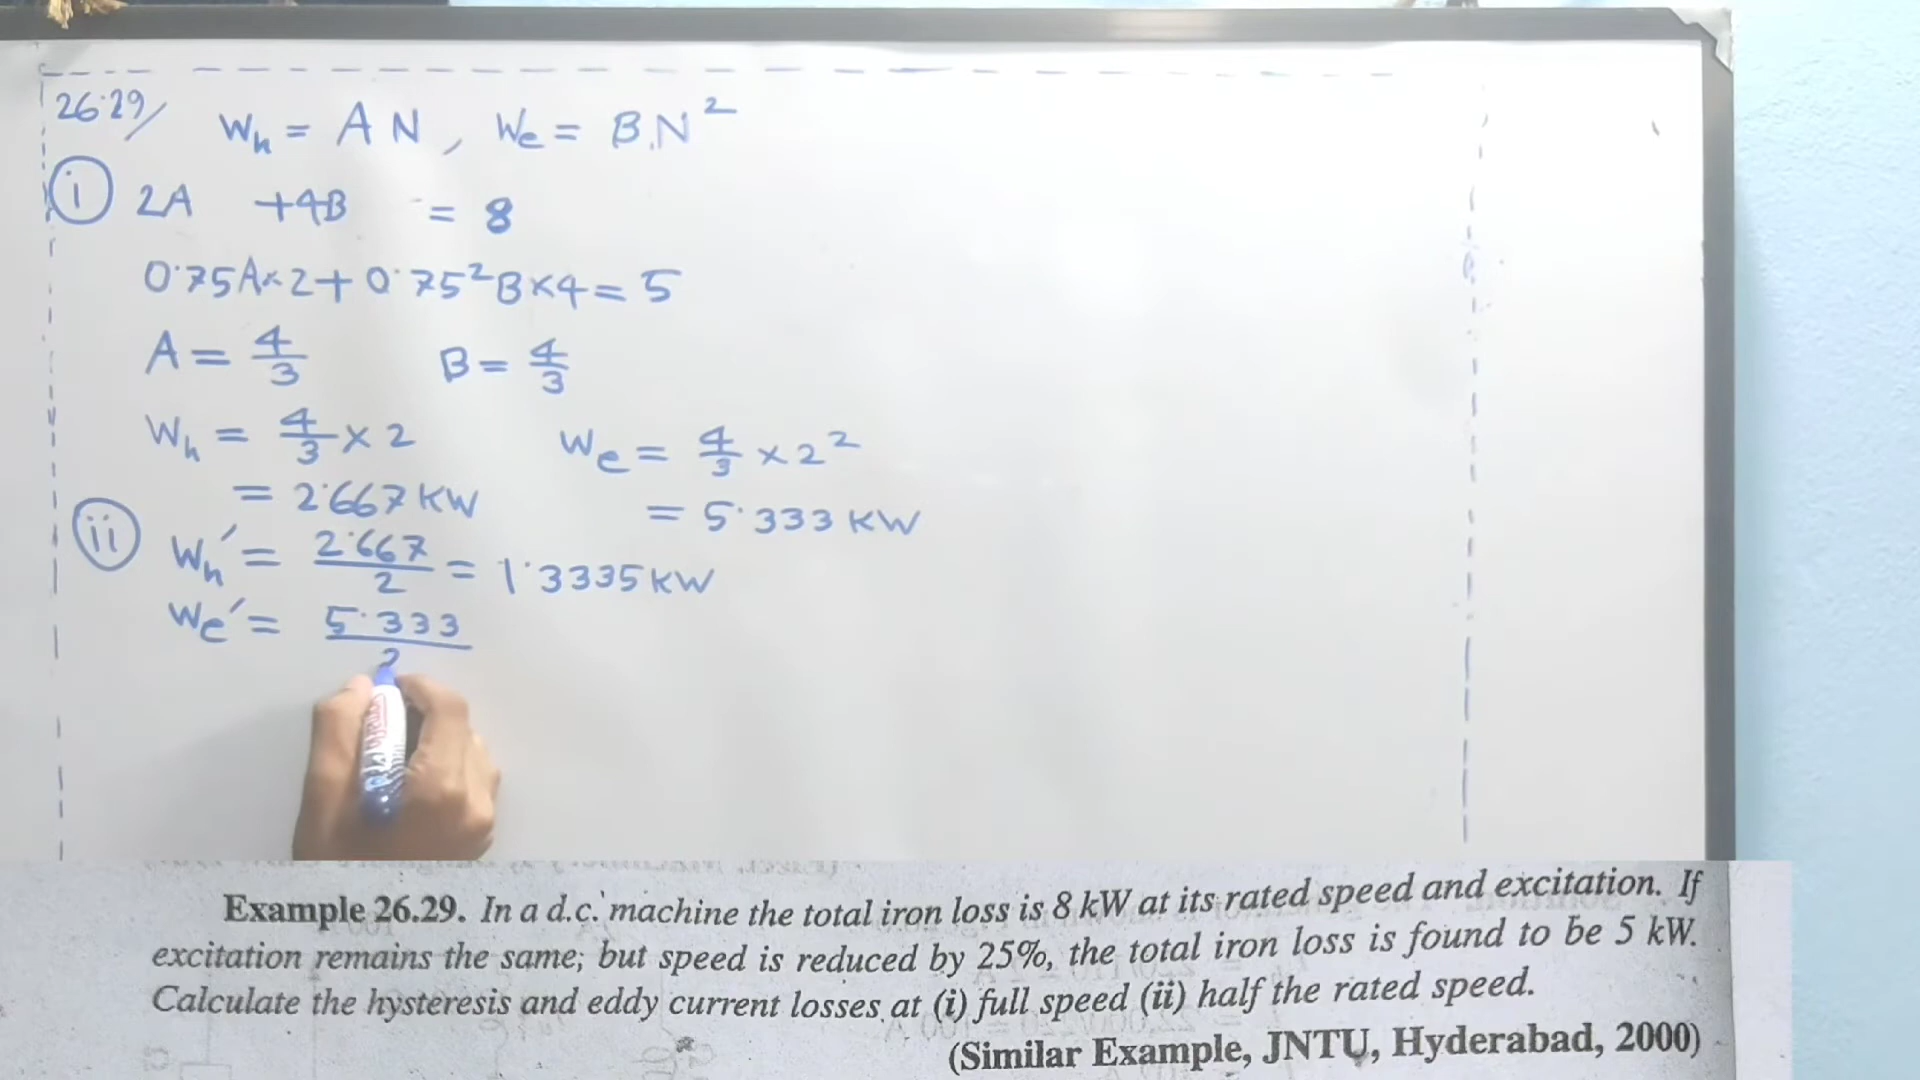 26.29/ Wh = AN, We = B.N²
(i) 2A +4B = 8
0.75A×2+0.75²B×4=5
A = 4/3 B = 4/3
Wh = 4/3 × 2 We = 4/3 × 2²
= 2.667 KW = 5.333 KW
(ii) Wh' = 2.667/2 = 1.3335 KW
We' = 5.333/2
Example 26.29. In a d.c. machine the total iron loss is 8 kW at its rated speed and excitation. If
excitation remains the same; but speed is reduced by 25%, the total iron loss is found to be 5 kW.
Calculate the hysteresis and eddy current losses at (i) full speed (ii) half the rated speed.
(Similar Example, JNTU, Hyderabad, 2000)